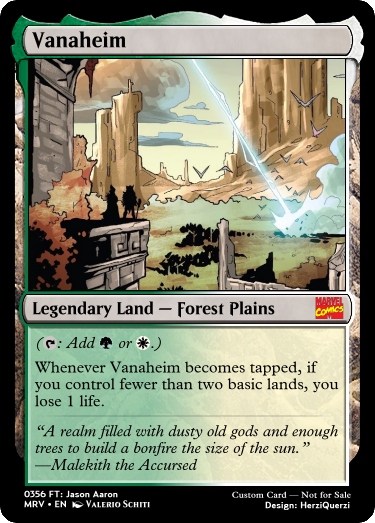 Vanaheim
Legendary Land — Forest Plains
MARVEL
COMICS
(: Add or .)
Whenever Vanaheim becomes tapped, if
you control fewer than two basic lands, you
lose 1 life.
“A realm filled with dusty old gods and enough
trees to build a bonfire the size of the sun.”
—Malekith the Accursed
0356 FT: Jason Aaron
MRV • EN Valerio Schiti
Custom Card — Not for Sale
Design: HerziQuerzi